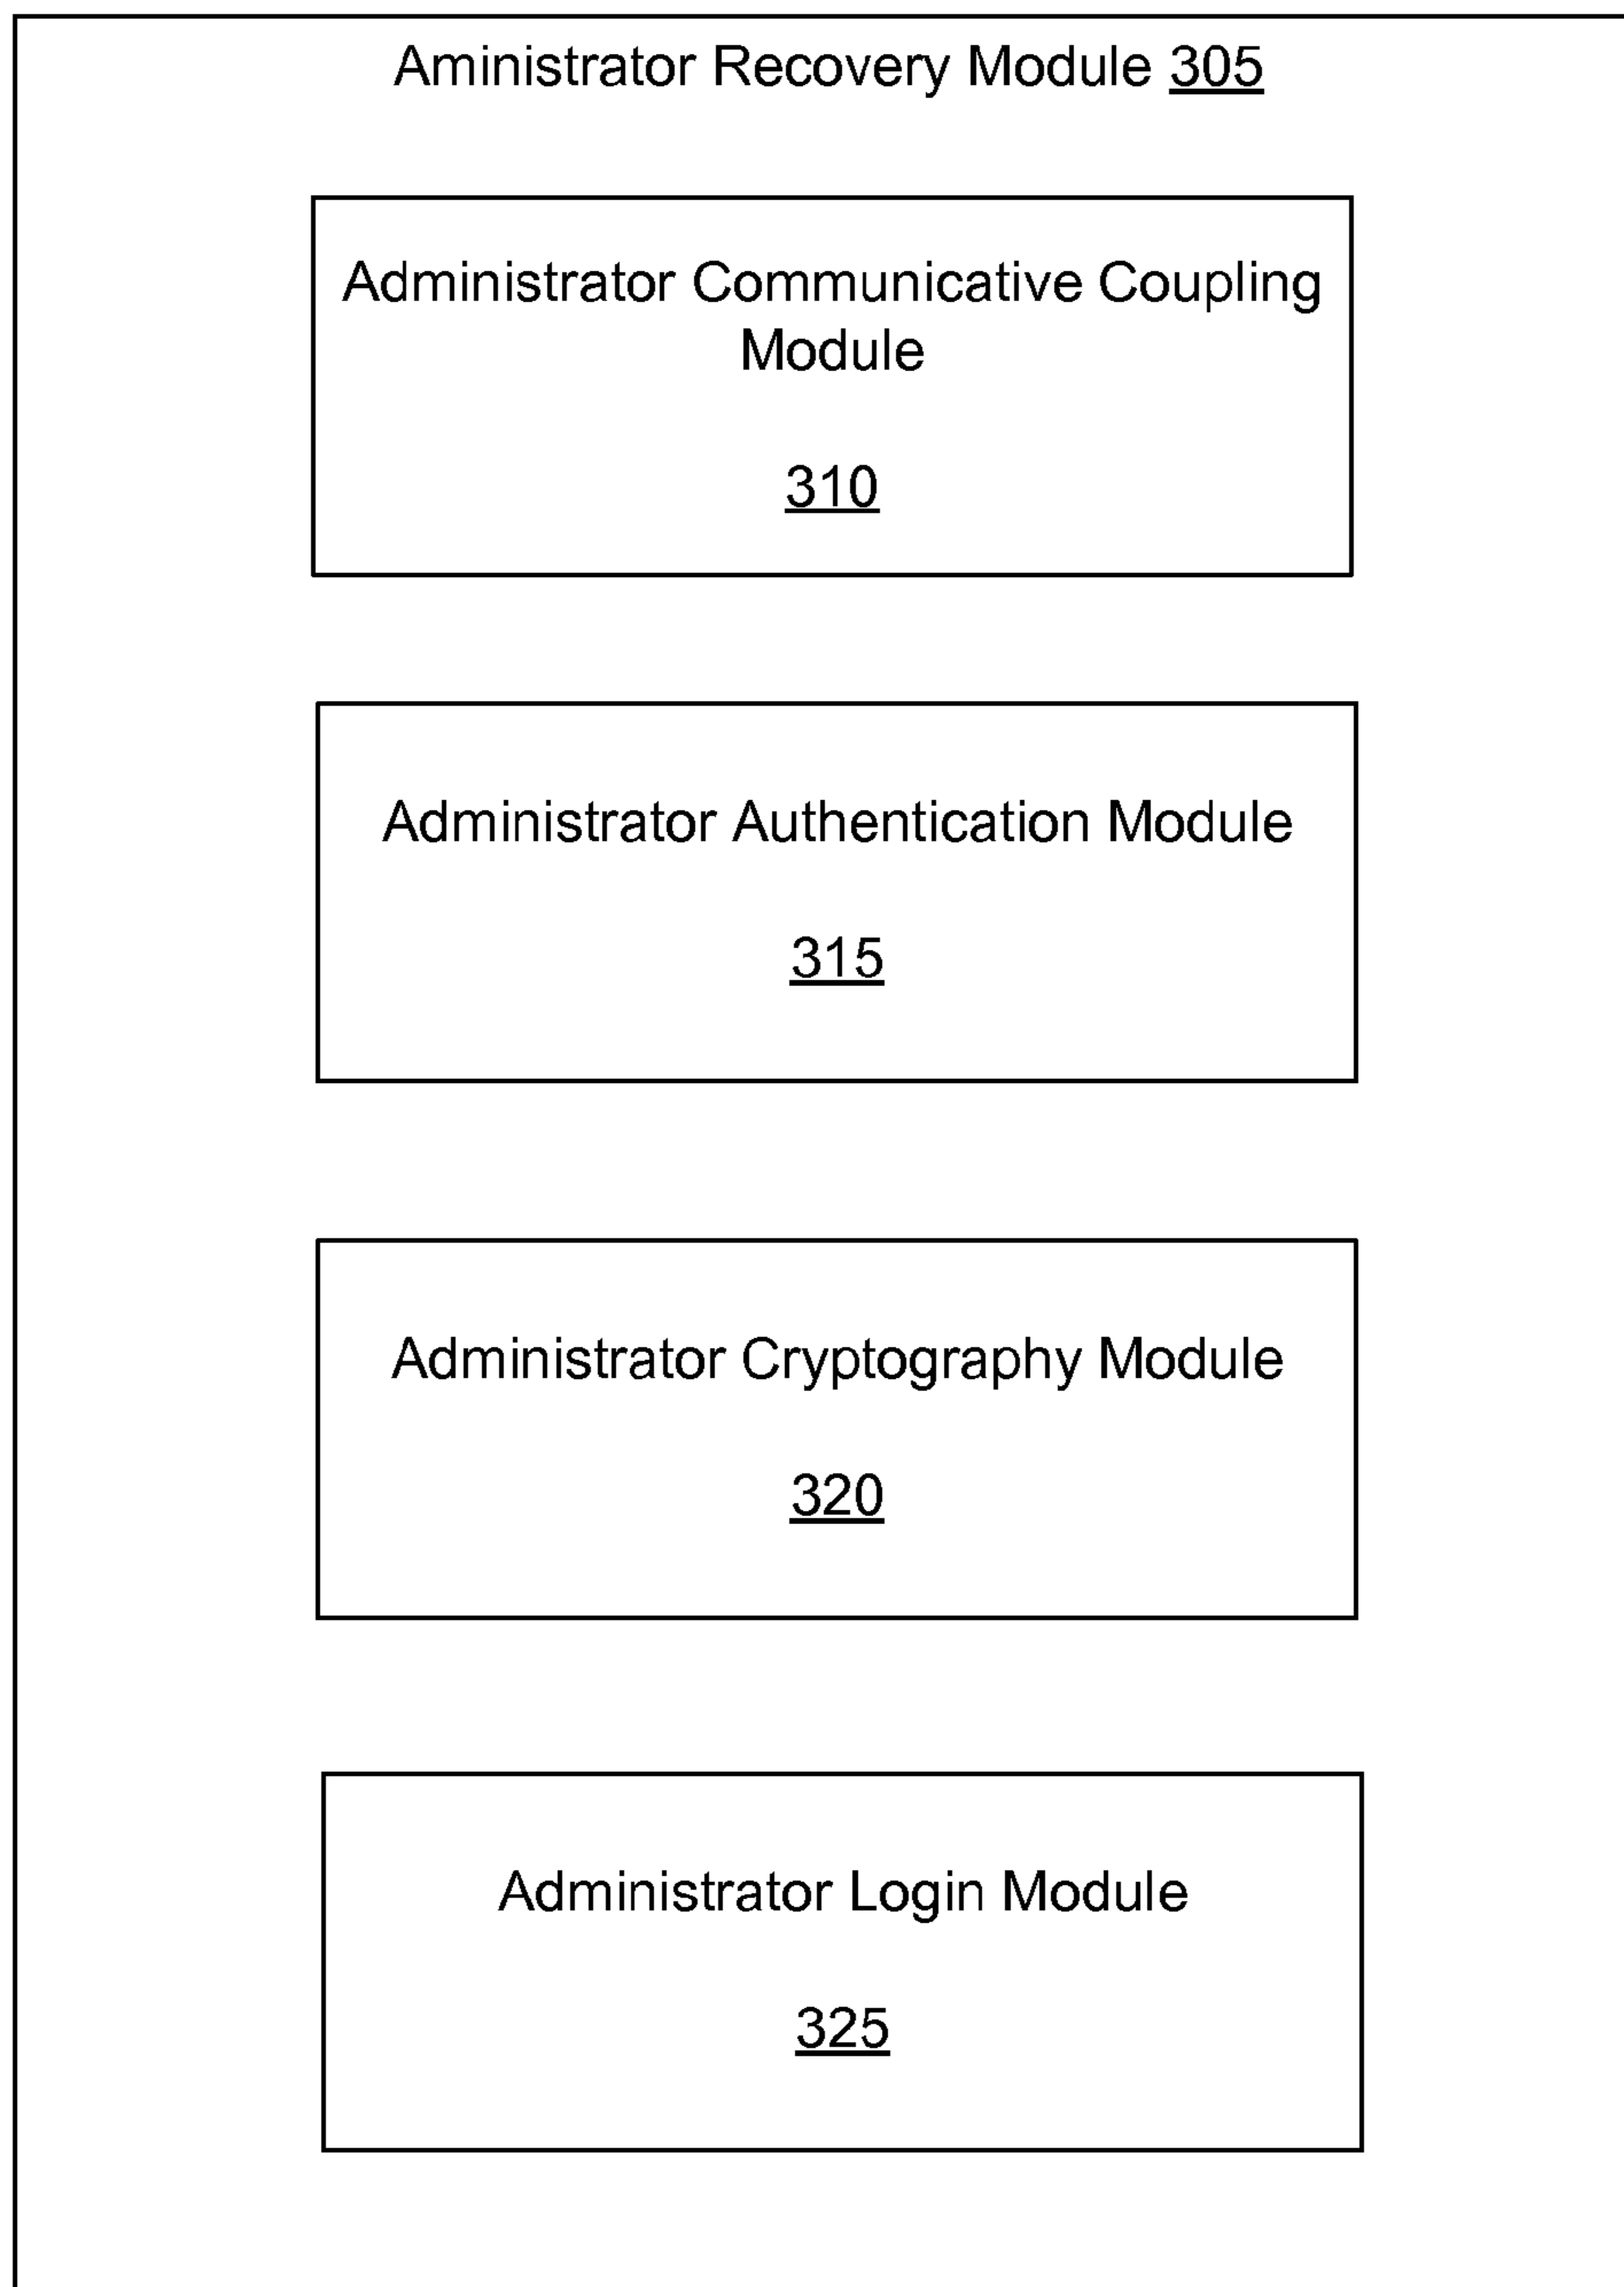 Aministrator Recovery Module 305
Administrator Communicative Coupling
Module
310
Administrator Authentication Module
315
Administrator Cryptography Module
320
Administrator Login Module
325